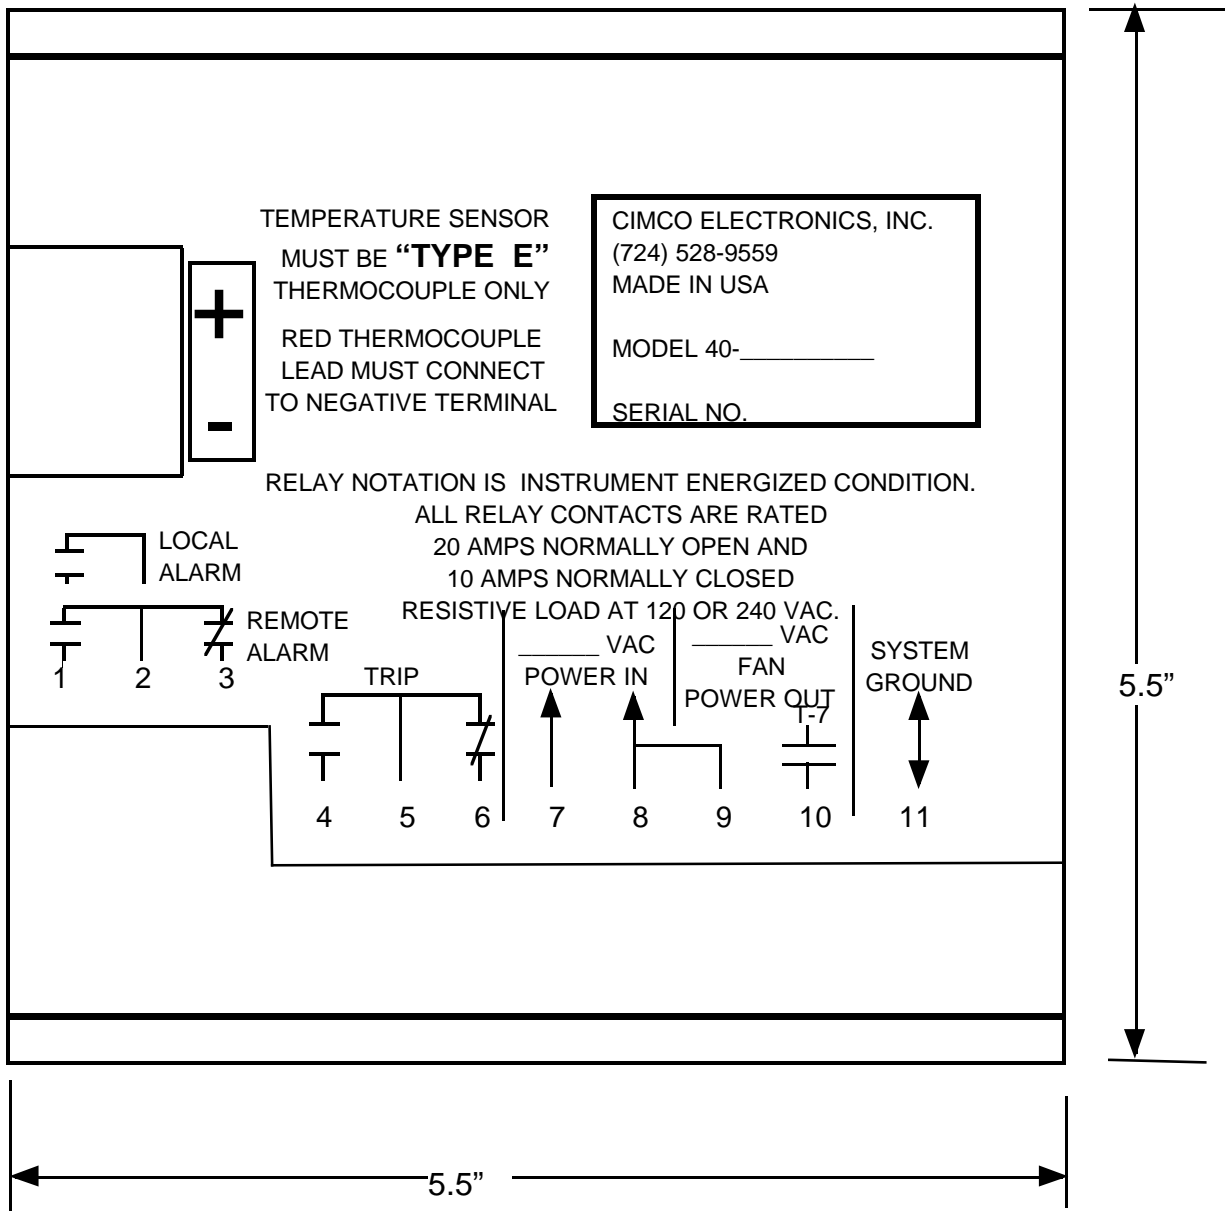 TEMPERATURE SENSOR
MUST BE “TYPE E”
THERMOCOUPLE ONLY
RED THERMOCOUPLE
LEAD MUST CONNECT
TO NEGATIVE TERMINAL
+
-
CIMCO ELECTRONICS, INC.
(724) 528-9559
MADE IN USA
MODEL 40-__________
SERIAL NO.
RELAY NOTATION IS INSTRUMENT ENERGIZED CONDITION.
ALL RELAY CONTACTS ARE RATED
20 AMPS NORMALLY OPEN AND
10 AMPS NORMALLY CLOSED
RESISTIVE LOAD AT 120 OR 240 VAC.
LOCAL
ALARM
REMOTE
ALARM
1 2 3
TRIP
______ VAC
POWER IN
______ VAC
FAN
POWER OUT
T-7
SYSTEM
GROUND
4 5 6 7 8 9 10 11
5.5”
5.5”